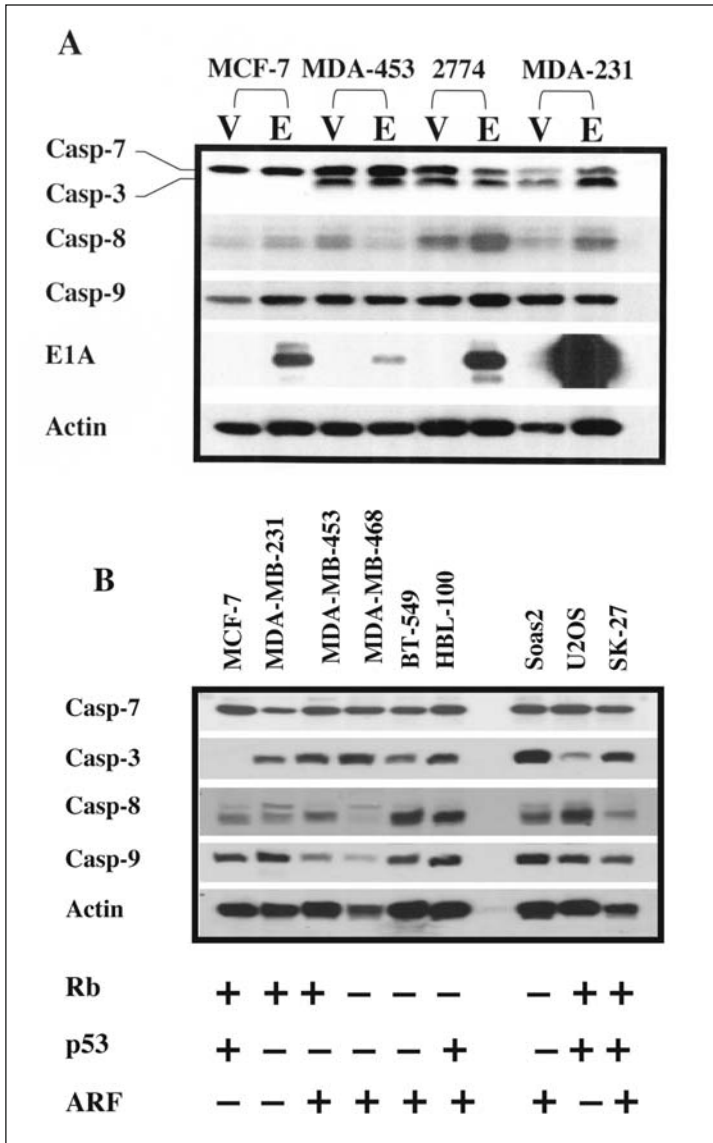 A
MCF-7 MDA-453 2774 MDA-231
V E V E V E V E
Casp-7
Casp-3
Casp-8
Casp-9
E1A
Actin
B
MCF-7 MDA-MB-231 MDA-MB-453 MDA-MB-468 BT-549 HBL-100 Soas2 U2OS SK-27
Casp-7
Casp-3
Casp-8
Casp-9
Actin
Rb + + + − − − − + +
p53 + − − − − + − + +
ARF − − + + + + + − +